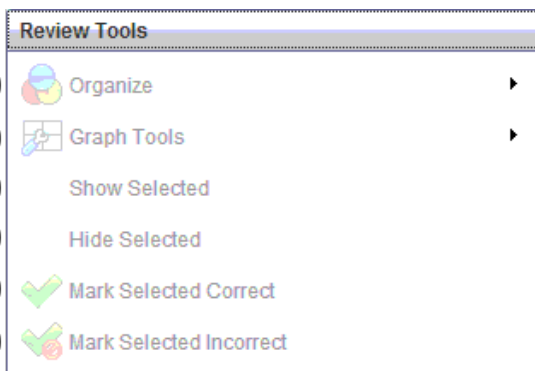 Review Tools
Organize
Graph Tools
Show Selected
Hide Selected
Mark Selected Correct
Mark Selected Incorrect